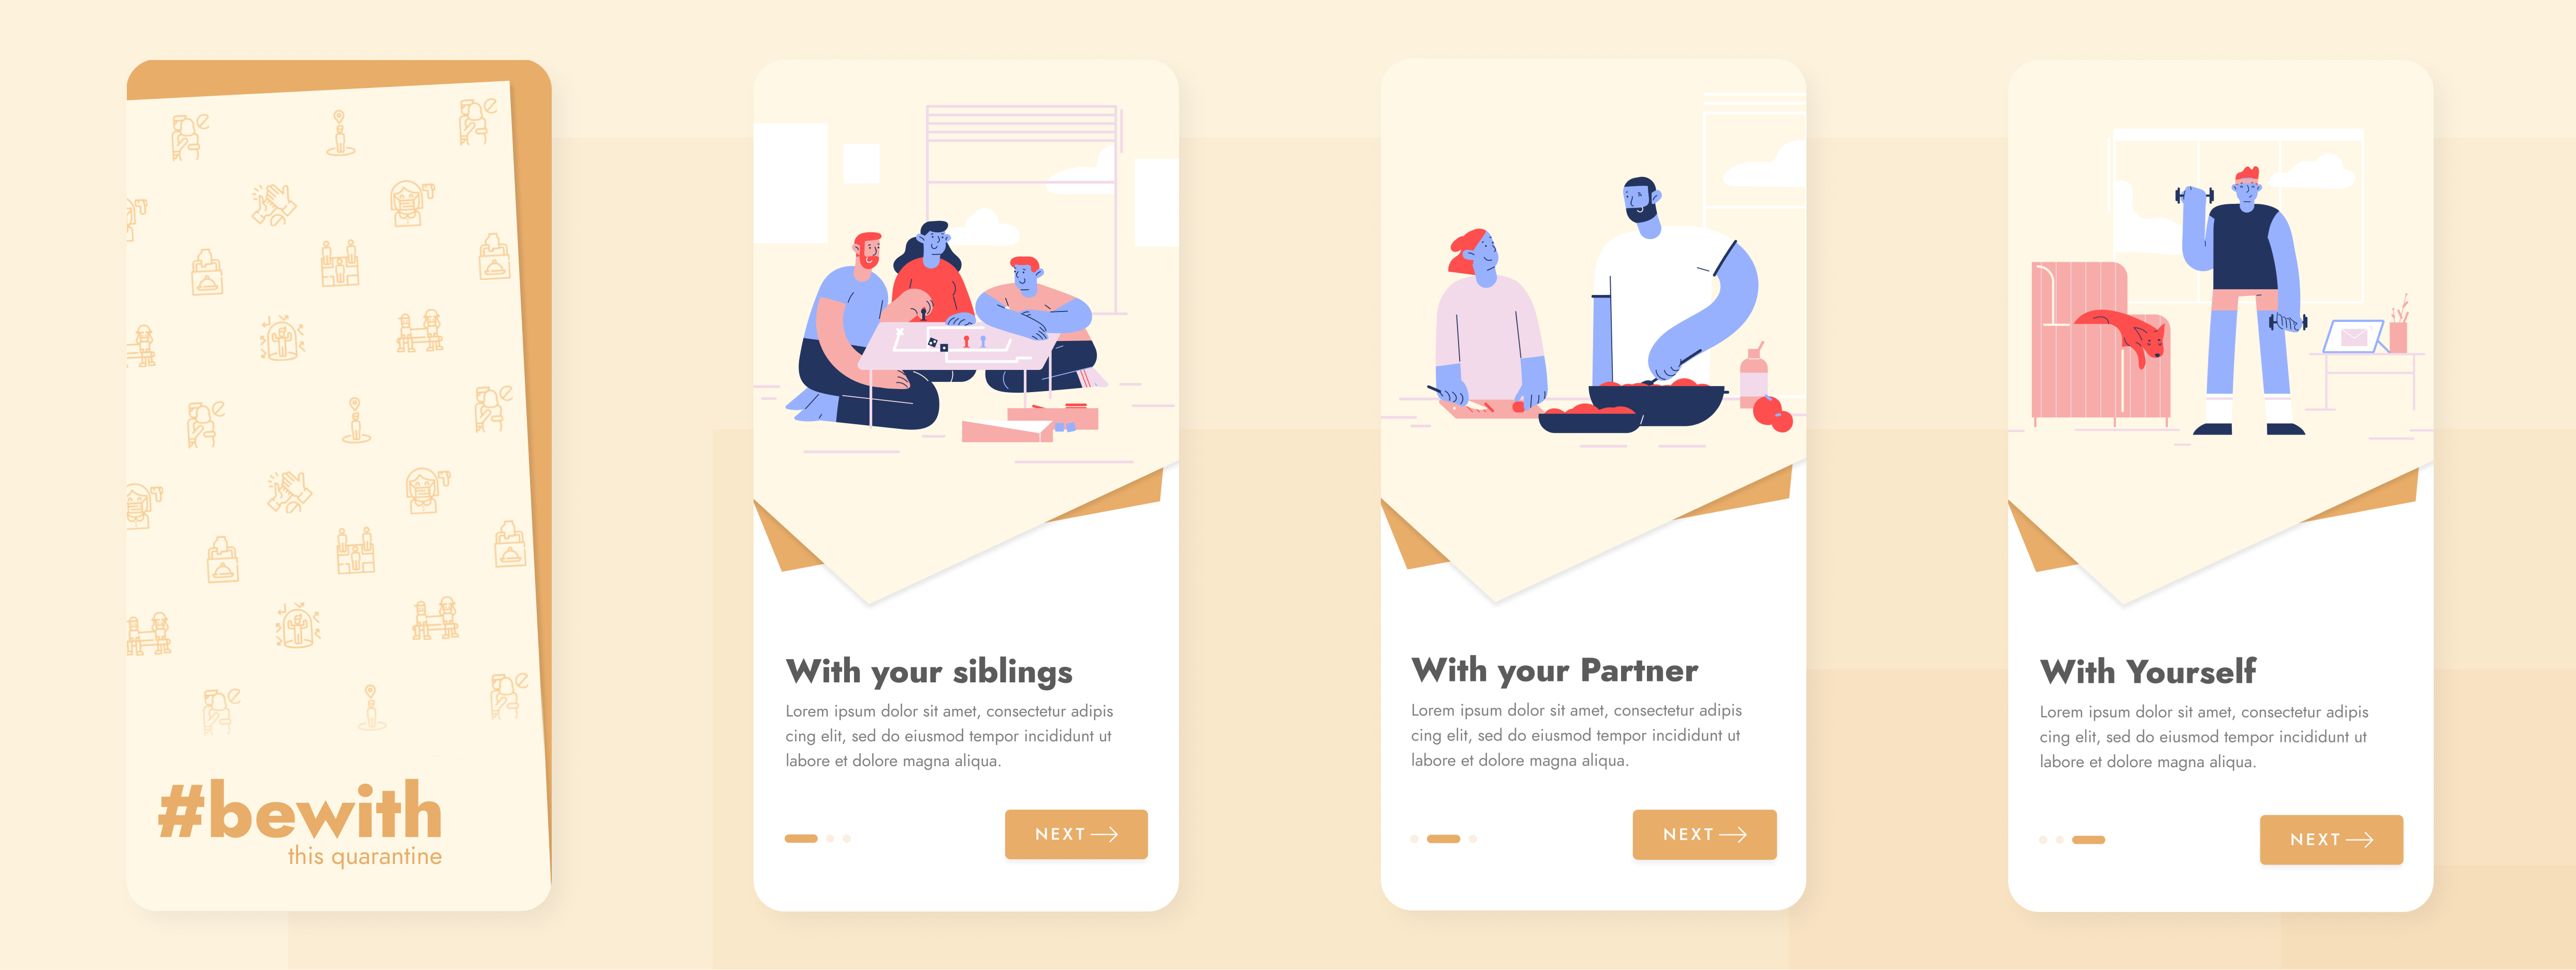 #bewith
this quarantine
With your siblings
Lorem ipsum dolor sit amet, consectetur adipis
cing elit, sed do eiusmod tempor incididunt ut
labore et dolore magna aliqua.
NEXT
With your Partner
Lorem ipsum dolor sit amet, consectetur adipis
cing elit, sed do eiusmod tempor incididunt ut
labore et dolore magna aliqua.
NEXT
With Yourself
Lorem ipsum dolor sit amet, consectetur adipis
cing elit, sed do eiusmod tempor incididunt ut
labore et dolore magna aliqua.
NEXT